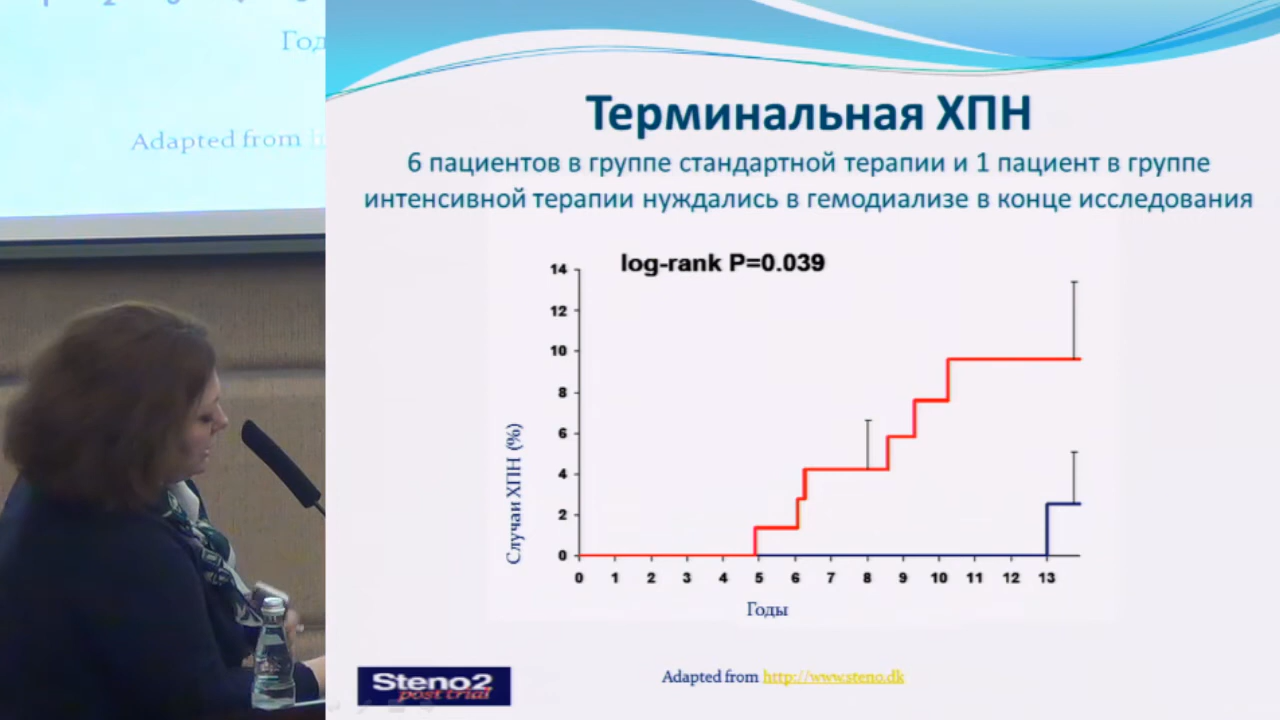 Год
Adapted from
Терминальная ХПН
6 пациентов в группе стандартной терапии и 1 пациент в группе
интенсивной терапии нуждались в гемодиализе в конце исследования
log-rank P=0.039
14
12
10
8
6
4
2
0
Случаи ХПН (%)
0 1 2 3 4 5 6 7 8 9 10 11 12 13
Годы
Steno2
post trial
Adapted from http://www.steno.dk